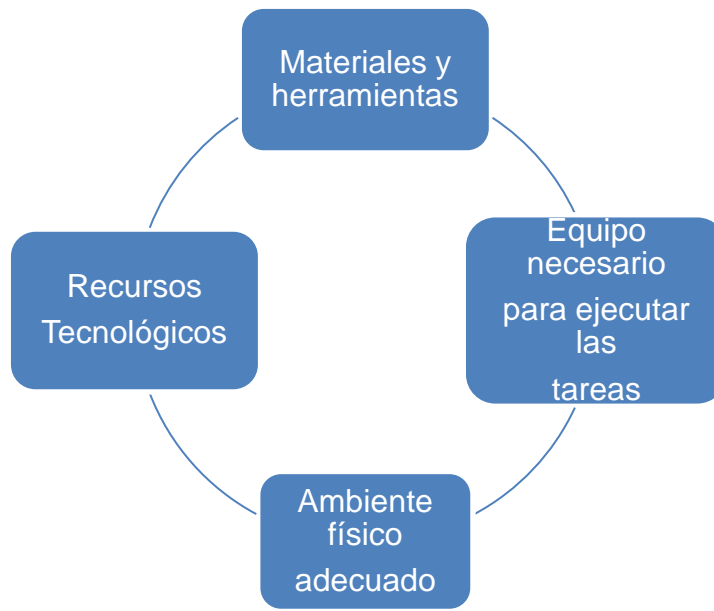 Materiales y
herramientas
Equipo
necesario
para ejecutar
las
tareas
Ambiente
físico
adecuado
Recursos
Tecnológicos